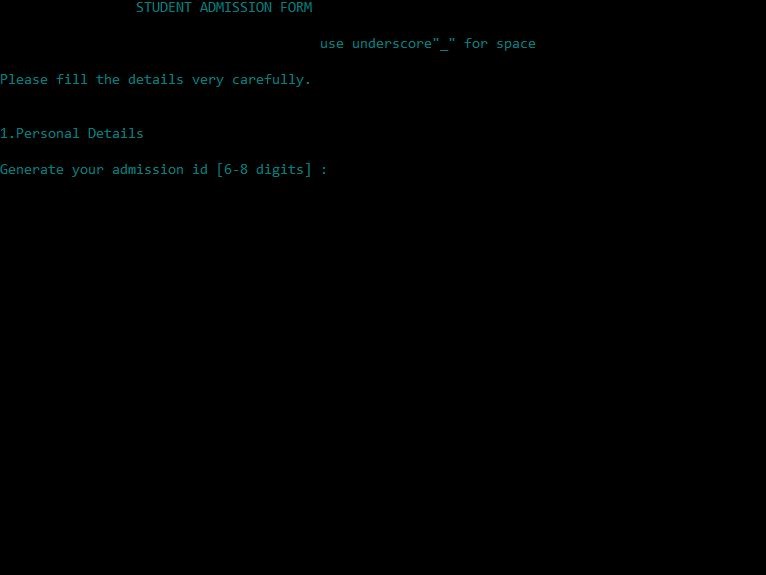 STUDENT ADMISSION FORM
use underscore"_" for space
Please fill the details very carefully.
1.Personal Details
Generate your admission id [6-8 digits] :